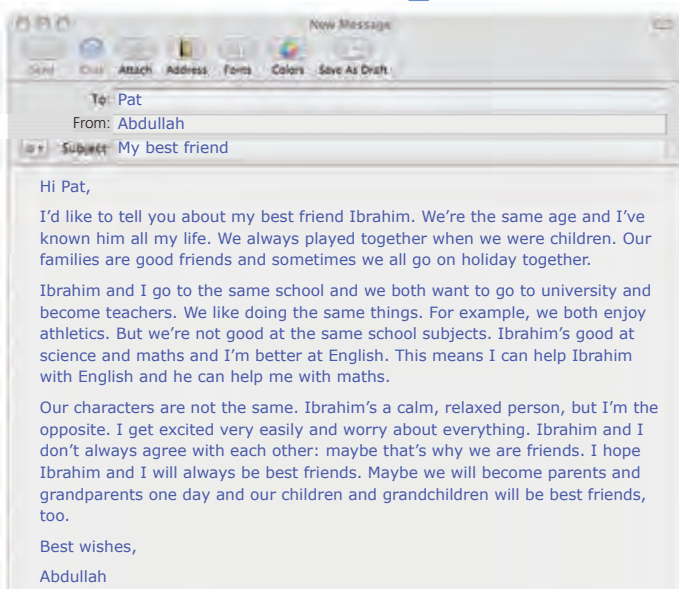 New Message
Send Chat Attach Address Fonts Colors Save As Draft
To: Pat
From: Abdullah
Subject: My best friend
Hi Pat,
I'd like to tell you about my best friend Ibrahim. We're the same age and I've
known him all my life. We always played together when we were children. Our
families are good friends and sometimes we all go on holiday together.
Ibrahim and I go to the same school and we both want to go to university and
become teachers. We like doing the same things. For example, we both enjoy
athletics. But we're not good at the same school subjects. Ibrahim's good at
science and maths and I'm better at English. This means I can help Ibrahim
with English and he can help me with maths.
Our characters are not the same. Ibrahim's a calm, relaxed person, but I'm the
opposite. I get excited very easily and worry about everything. Ibrahim and I
don't always agree with each other: maybe that's why we are friends. I hope
Ibrahim and I will always be best friends. Maybe we will become parents and
grandparents one day and our children and grandchildren will be best friends,
too.
Best wishes,
Abdullah